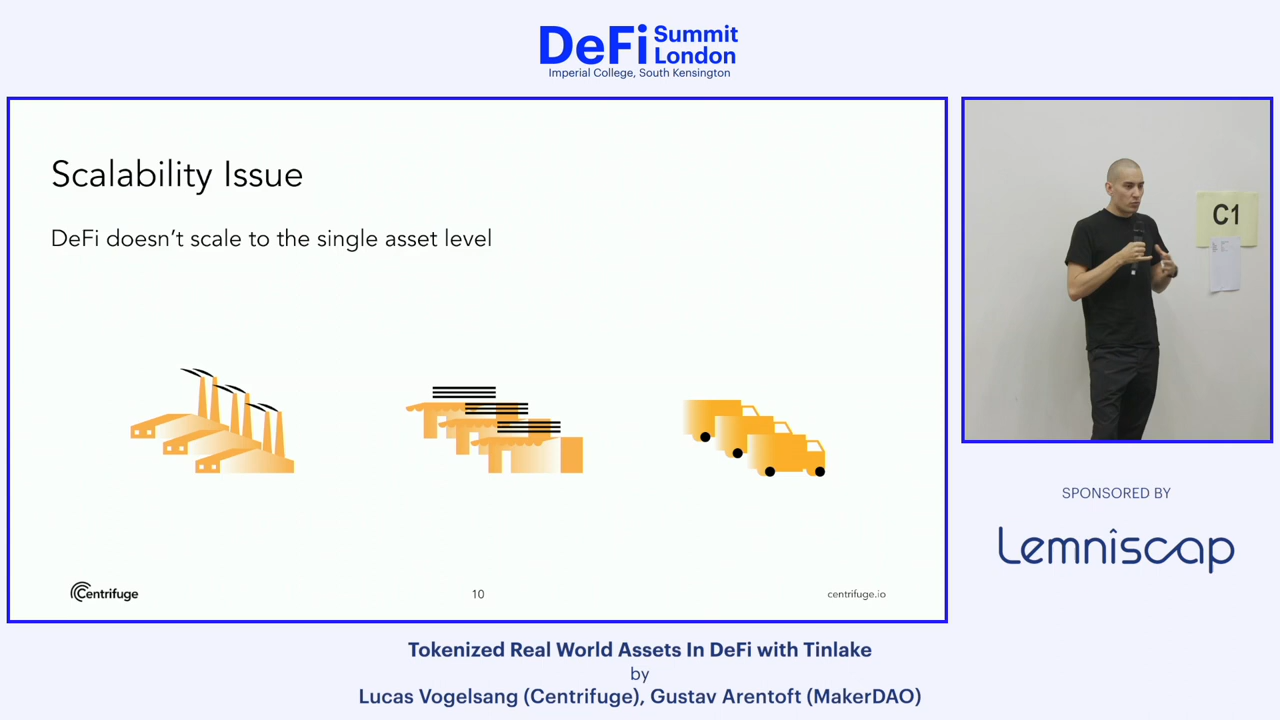 DeFi Summit London
Imperial College, South Kensington
Scalability Issue
DeFi doesn’t scale to the single asset level
Centrifuge
10
centrifuge.io
C1
SPONSORED BY
Lemniscap
Tokenized Real World Assets In DeFi with Tinlake
by
Lucas Vogelsang (Centrifuge), Gustav Arentoft (MakerDAO)